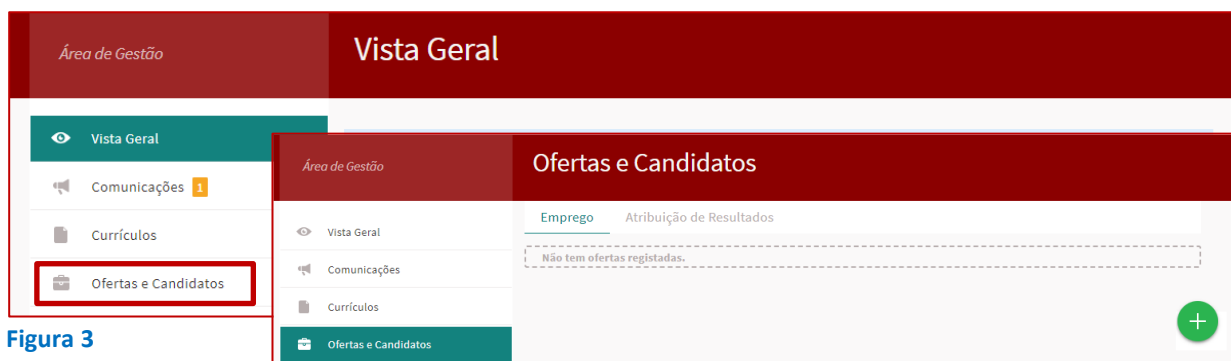 Área de Gestão
Vista Geral
Vista Geral
Comunicações 1
Currículos
Ofertas e Candidatos
Figura 3
Área de Gestão
Ofertas e Candidatos
Vista Geral
Comunicações
Currículos
Ofertas e Candidatos
Emprego Atribuição de Resultados
Não tem ofertas registadas.
+